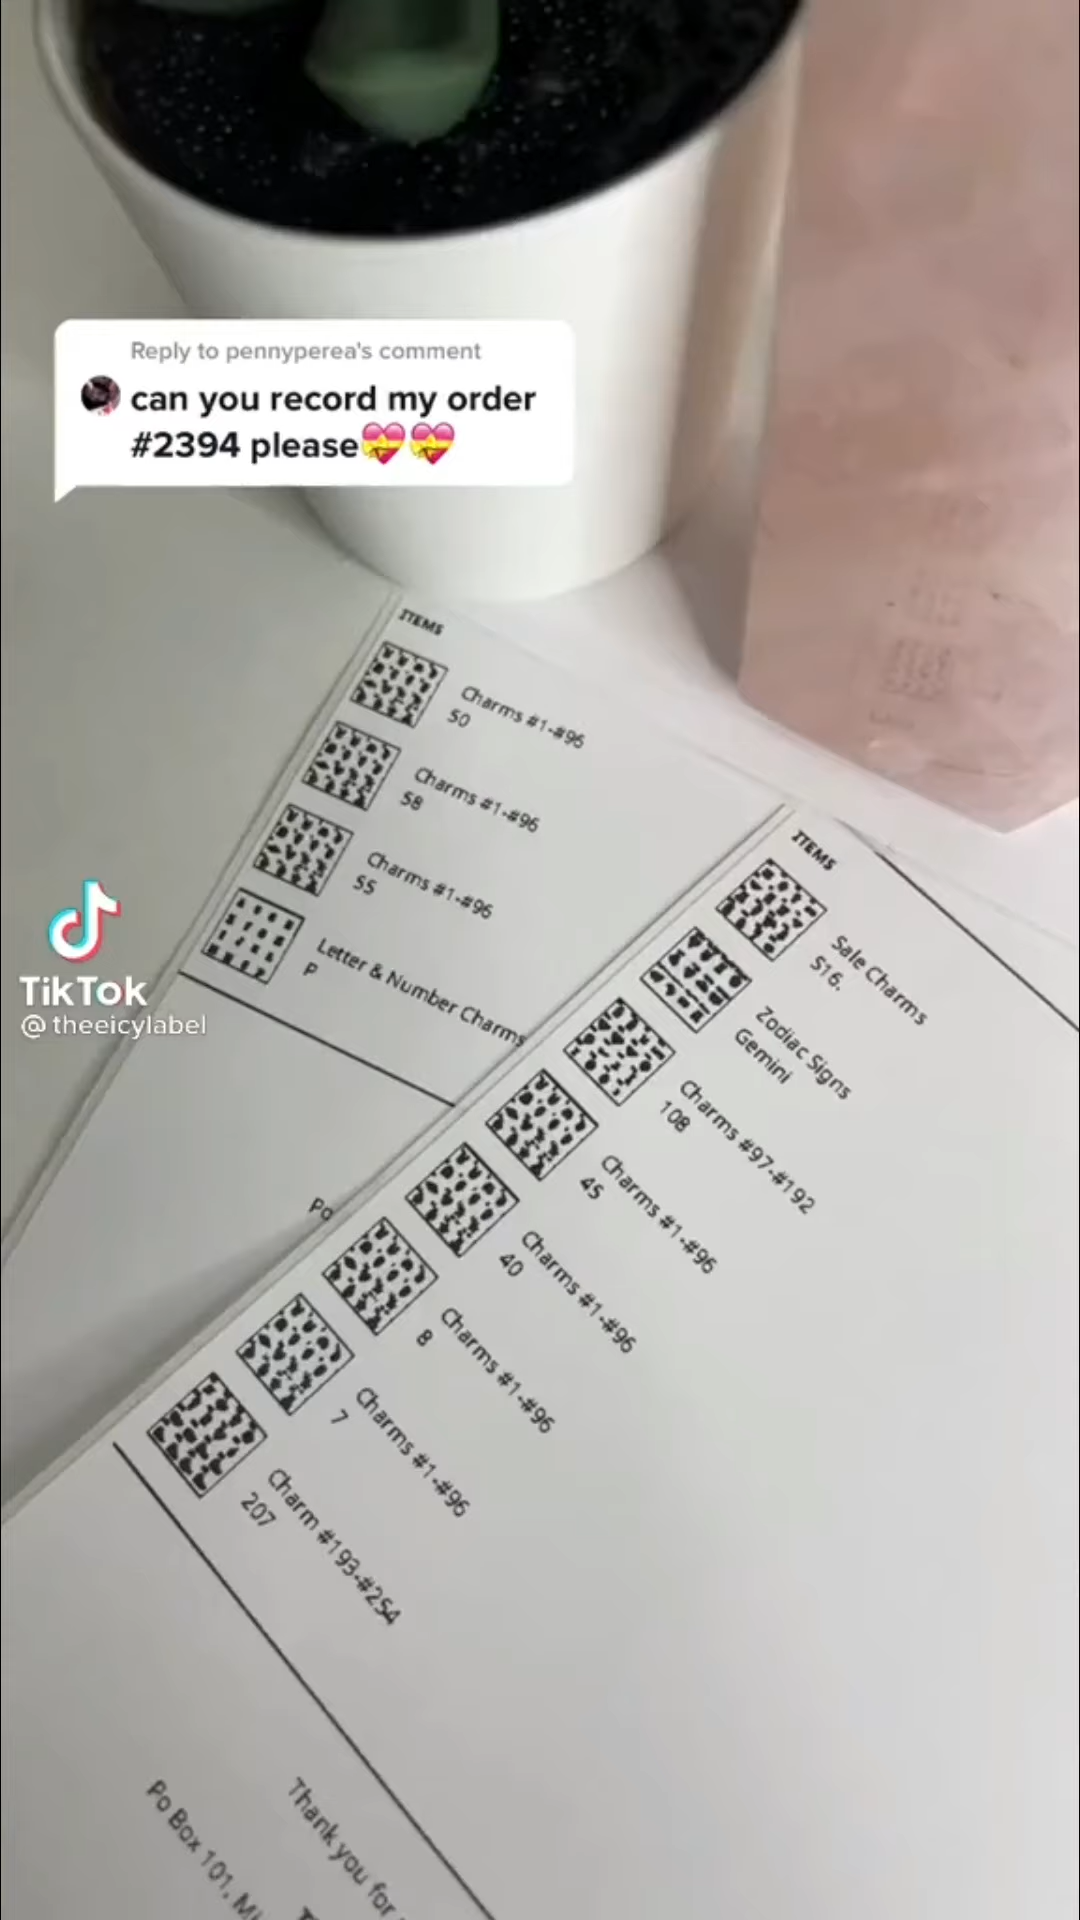 Reply to pennyperea's comment
can you record my order
#2394 please💝💝
ITEMS
Charms #1-#96
50
Charms #1-#96
58
Charms #1-#96
55
Letter & Number Charms
P
Po
TikTok
@theeicylabel
ITEMS
Sale Charms
S16.
Zodiac Signs
Gemini
Charms #97-#192
108
Charms #1-#96
45
Charms #1-#96
40
Charms #1-#96
8
Charms #1-#96
7
Charm #193-#254
207
Thank you for
Po Box 101,